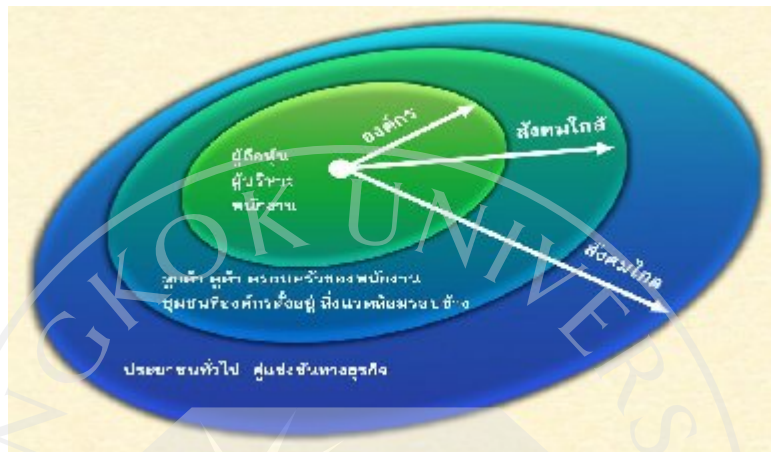 องค์กร
สังคมใกล้
ผู้ถือหุ้น
ผู้บริหาร
พนักงาน
สังคมไกล
ลูกค้า คู่ค้า ครอบครัวของพนักงาน
ชุมชนที่องค์กรตั้งอยู่ สิ่งแวดล้อมรอบข้าง
ประชาชนทั่วไป คู่แข่งขันทางธุรกิจ
NGKOK UNIVERS